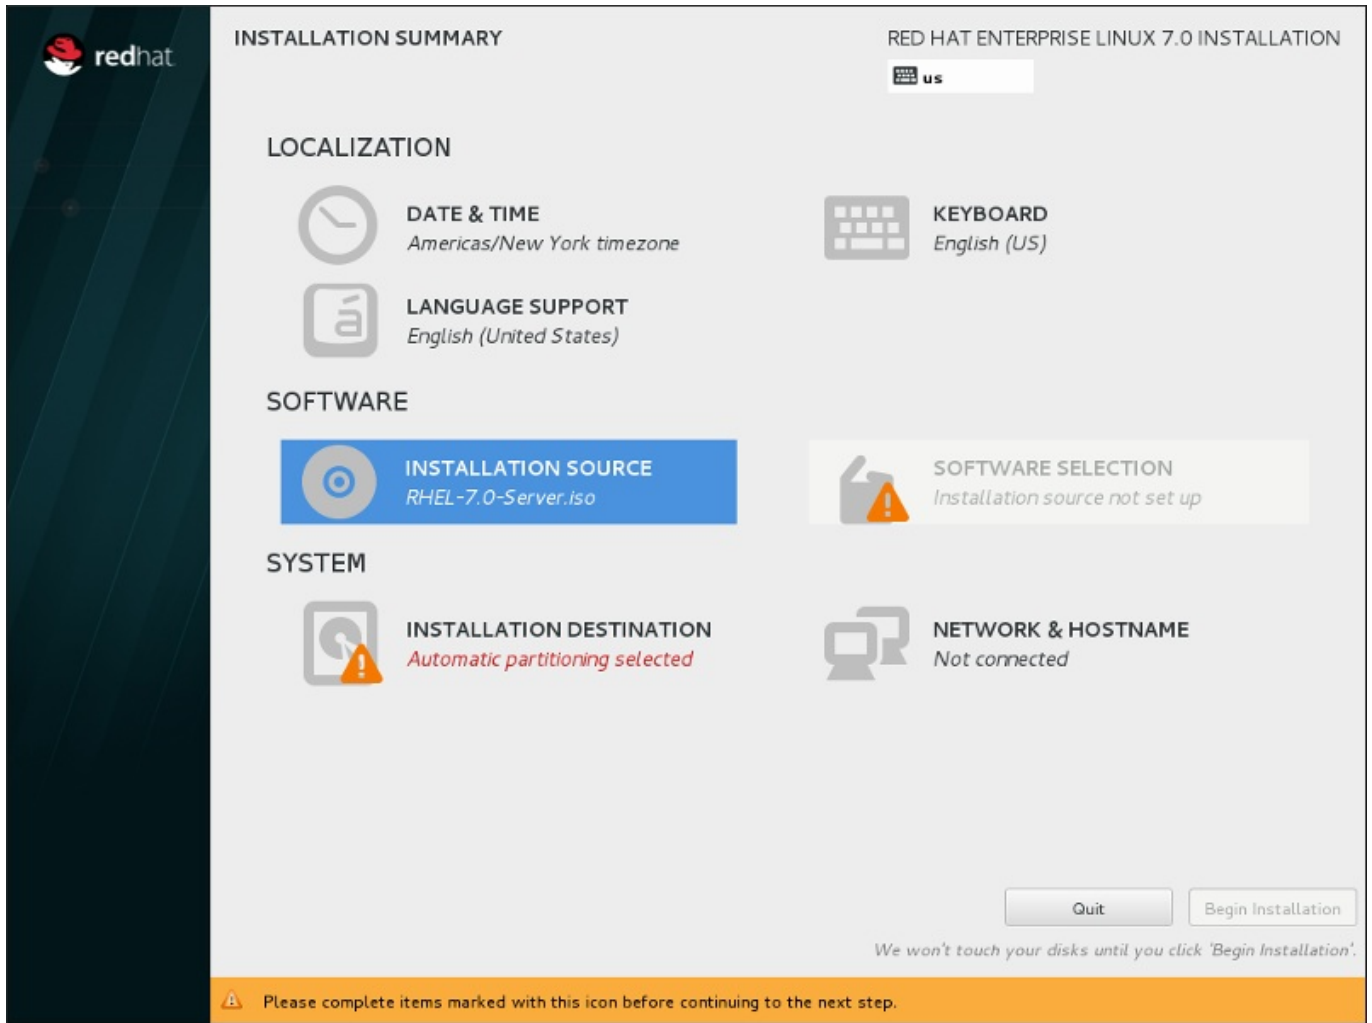 redhat
INSTALLATION SUMMARY
RED HAT ENTERPRISE LINUX 7.0 INSTALLATION
us
LOCALIZATION
DATE & TIME
Americas/New York timezone
KEYBOARD
English (US)
á
LANGUAGE SUPPORT
English (United States)
SOFTWARE
INSTALLATION SOURCE
RHEL-7.0-Server.iso
SOFTWARE SELECTION
Installation source not set up
SYSTEM
INSTALLATION DESTINATION
Automatic partitioning selected
NETWORK & HOSTNAME
Not connected
Quit
Begin Installation
We won't touch your disks until you click 'Begin Installation'.
Please complete items marked with this icon before continuing to the next step.